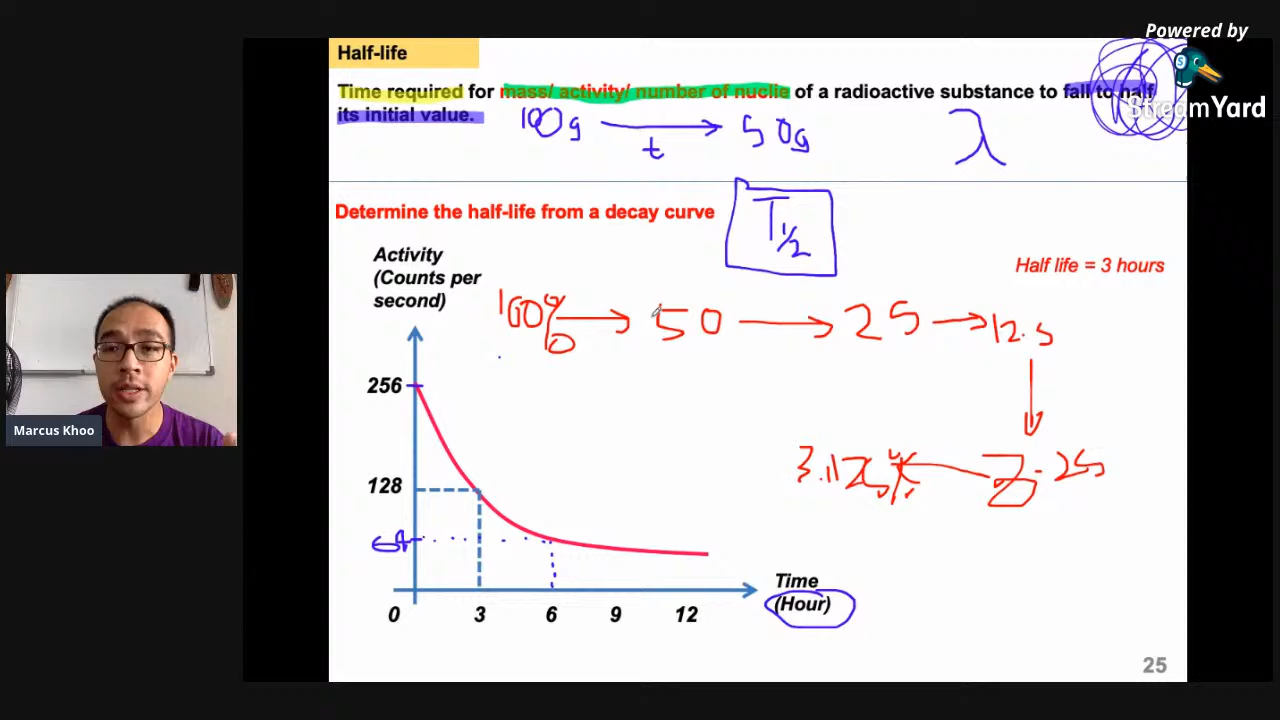 Powered by
StreamYard
Half-life
Time required for mass/ activity/ number of nuclie of a radioactive substance to fall to half
its initial value.
100g → 50g
t
λ
Determine the half-life from a decay curve
T1/2
Activity
(Counts per
second)
Half life = 3 hours
100% → 50 → 25 → 12.5
256
Marcus Khoo
3.125%
.25
128
64
Time
(Hour)
0 3 6 9 12
25